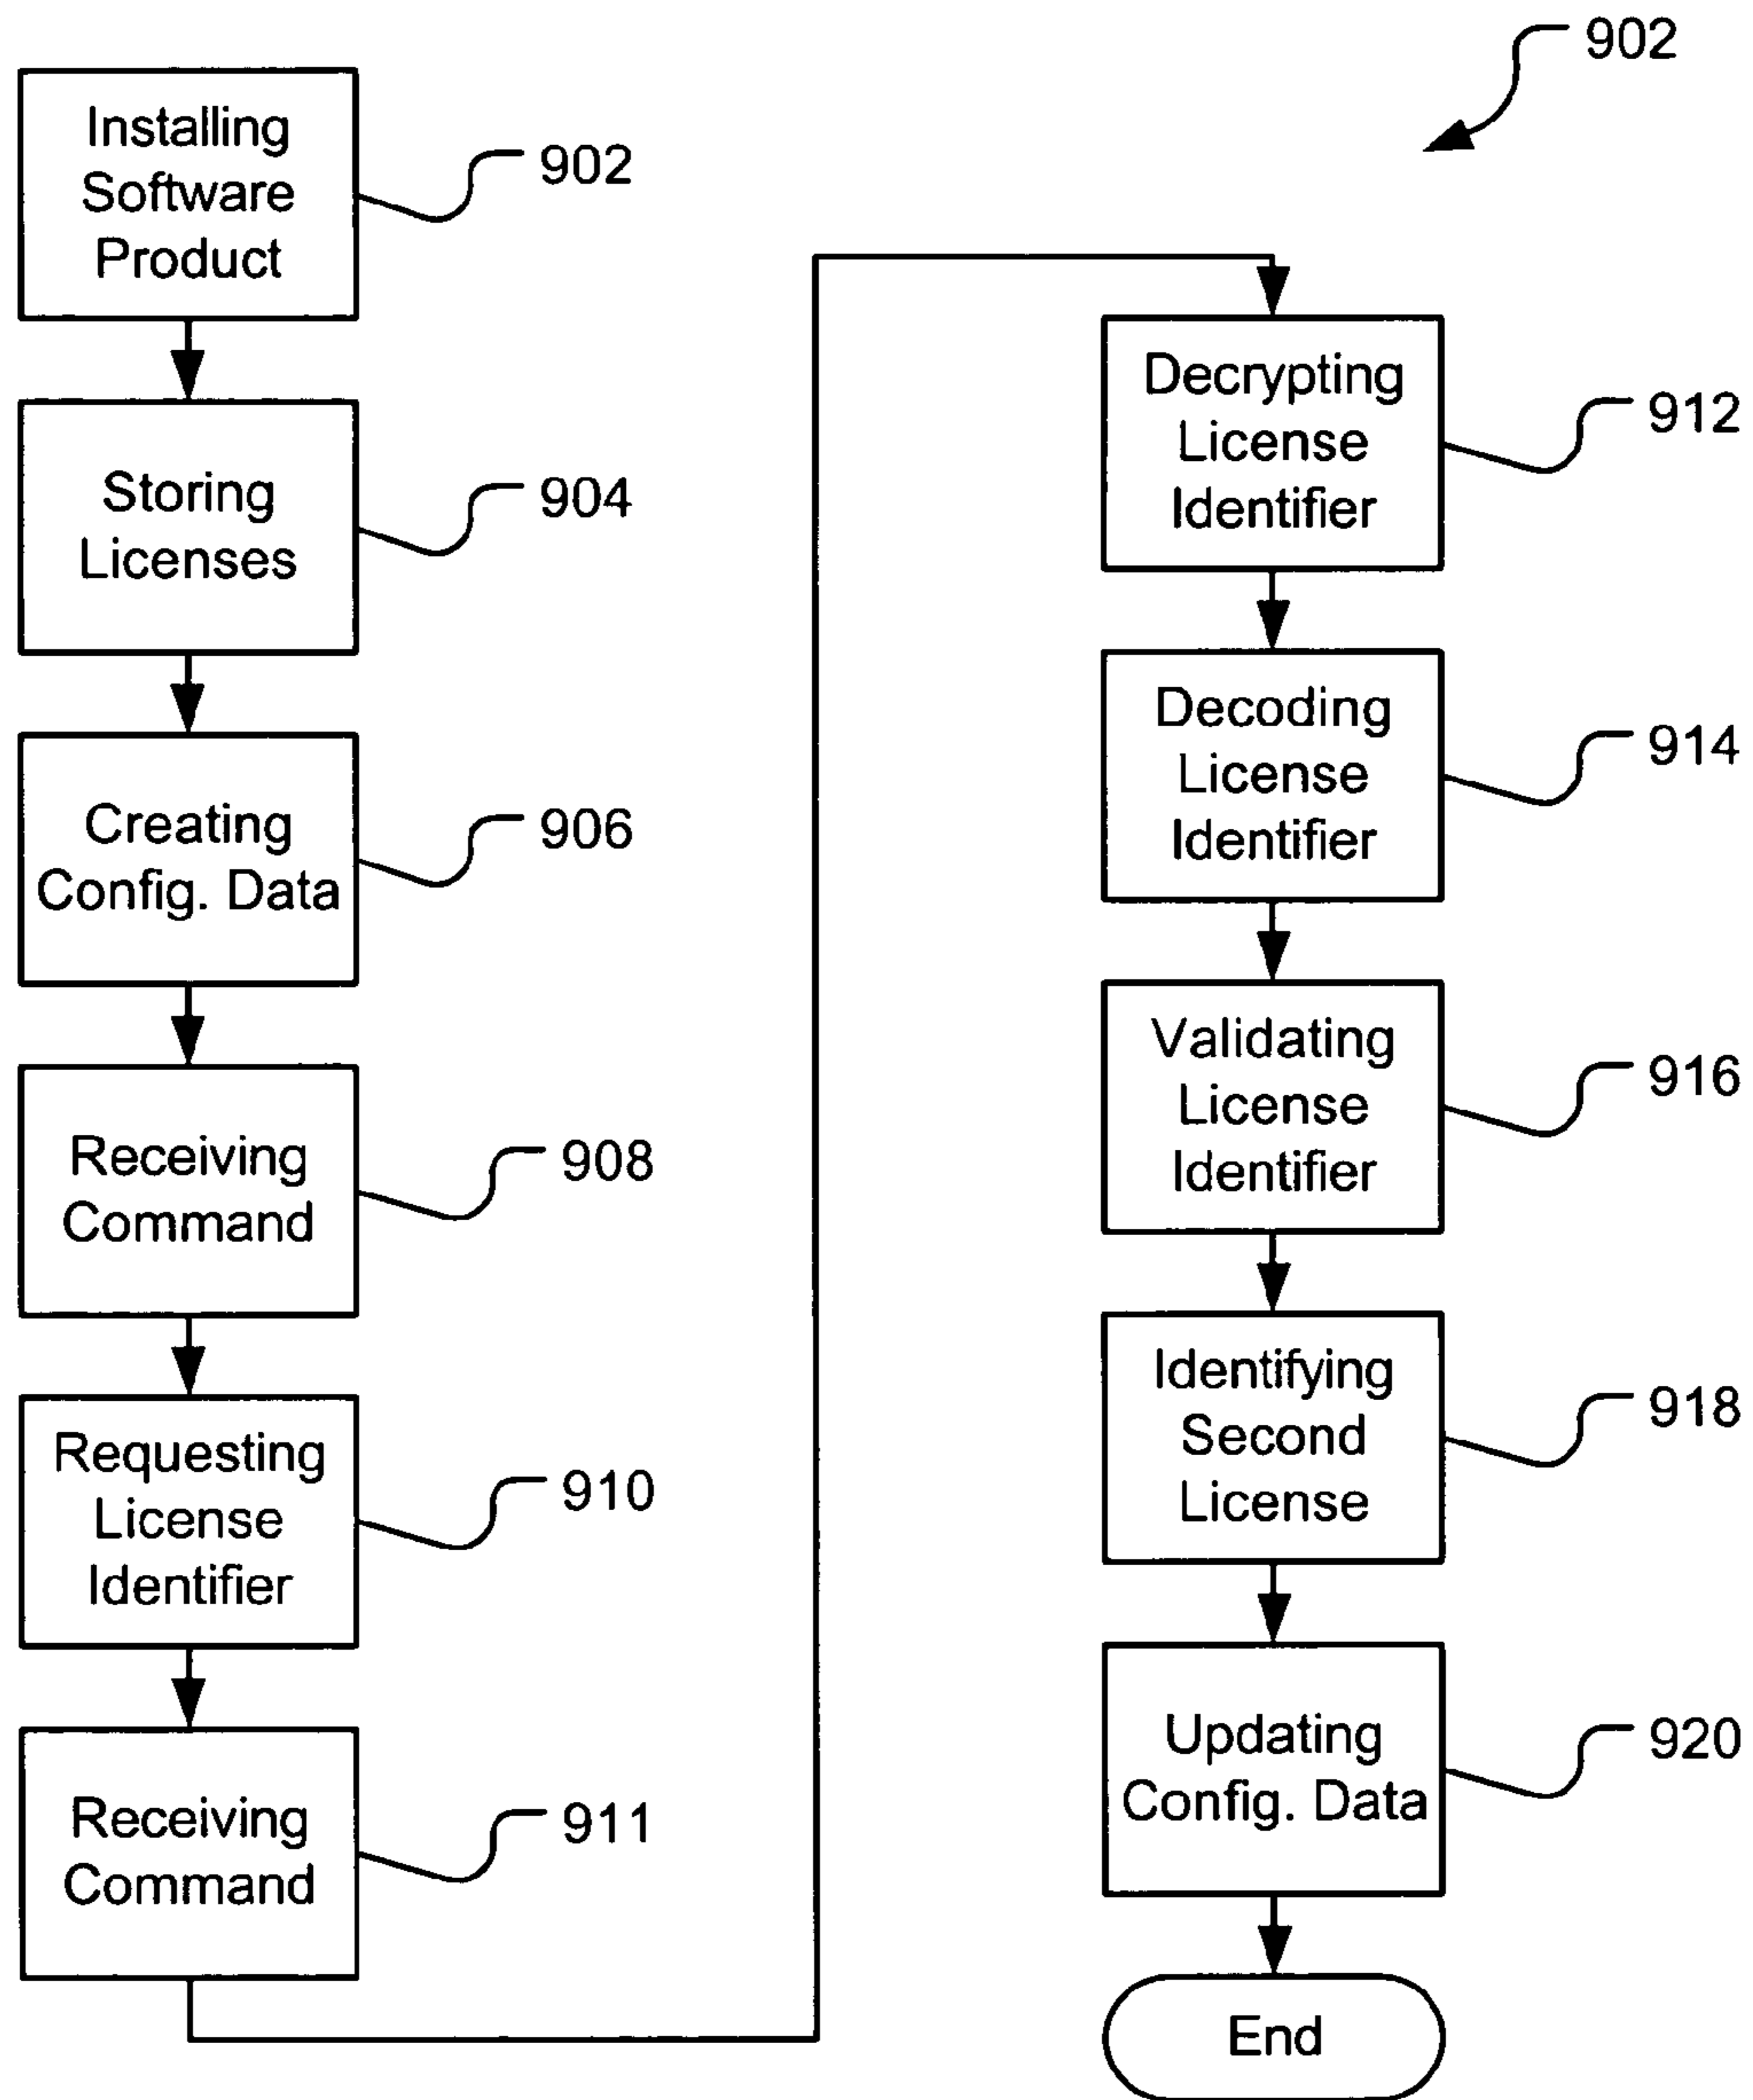 902
Installing
Software
Product
902
Storing
Licenses
904
Creating
Config. Data
906
Receiving
Command
908
Requesting
License
Identifier
910
Receiving
Command
911
Decrypting
License
Identifier
912
Decoding
License
Identifier
914
Validating
License
Identifier
916
Identifying
Second
License
918
Updating
Config. Data
920
End